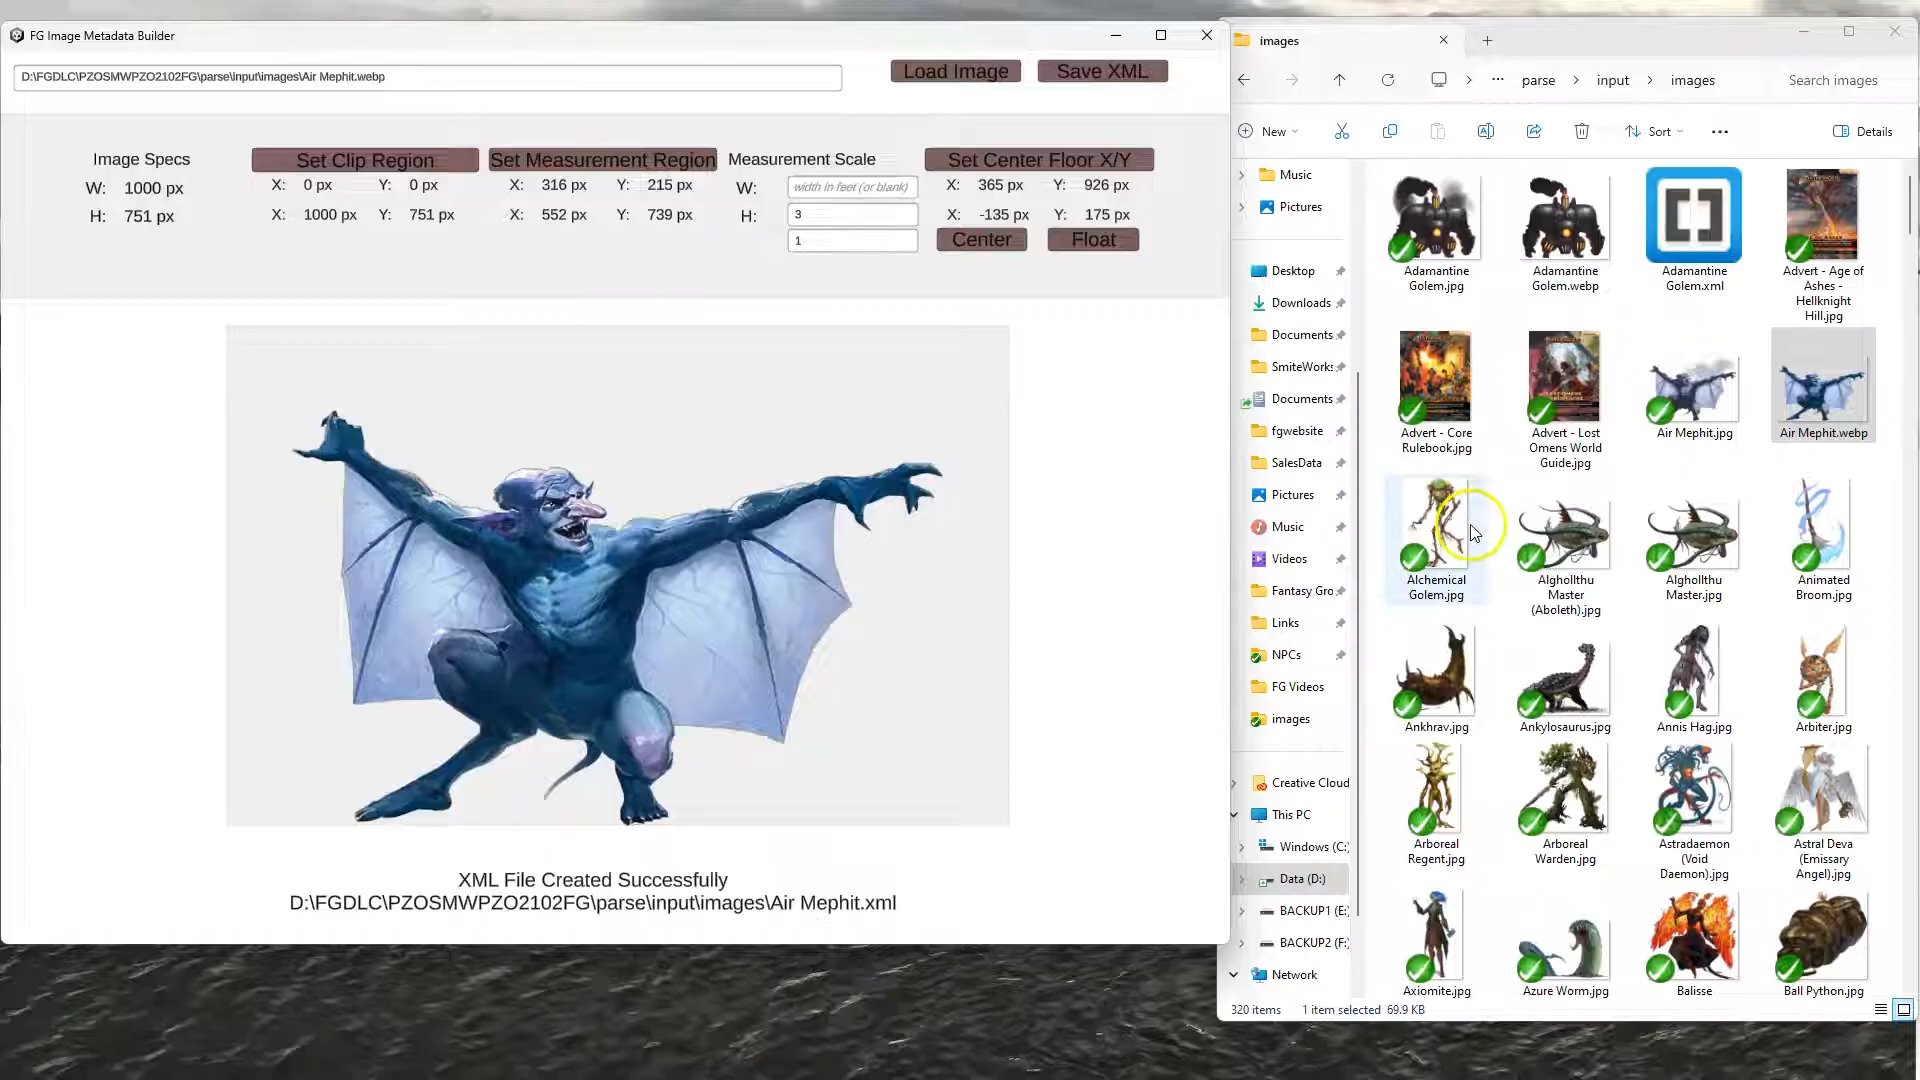 FG Image Metadata Builder
D:\FGDLC\PZOSMWPZO2102FG\parse\input\images\Air Mephit.webp
Load Image
Save XML
Image Specs
W: 1000 px
H: 751 px
Set Clip Region
X: 0 px Y: 0 px
X: 1000 px Y: 751 px
Set Measurement Region
X: 316 px Y: 215 px
X: 552 px Y: 739 px
Measurement Scale
W: width in feet (or blank)
H: 3
1
Set Center Floor X/Y
X: 365 px Y: 926 px
X: -135 px Y: 175 px
Center
Float
XML File Created Successfully
D:\FGDLC\PZOSMWPZO2102FG\parse\input\images\Air Mephit.xml
images
parse
input
images
Search images
New
Sort
Details
Music
Pictures
Desktop
Downloads
Documents
SmiteWorks
Documents
fgwebsite
SalesData
Pictures
Music
Videos
Fantasy Gro
Links
NPCs
FG Videos
images
Creative Cloud
This PC
Windows (C:
Data (D:)
BACKUP1 (E:
BACKUP2 (F:
Network
Adamantine
Golem.jpg
Adamantine
Golem.webp
Adamantine
Golem.xml
Advert - Age of
Ashes -
Hellknight
Hill.jpg
Advert - Core
Rulebook.jpg
Advert - Lost
Omens World
Guide.jpg
Air Mephit.jpg
Air Mephit.webp
Alchemical
Golem.jpg
Alghollthu
Master
(Aboleth).jpg
Alghollthu
Master.jpg
Animated
Broom.jpg
Ankhrav.jpg
Ankylosaurus.jpg
Annis Hag.jpg
Arbiter.jpg
Arboreal
Regent.jpg
Arboreal
Warden.jpg
Astradaemon
(Void
Daemon).jpg
Astral Deva
(Emissary
Angel).jpg
Axiomite.jpg
Azure Worm.jpg
Balisse
Ball Python.jpg
320 items
1 item selected 69.9 KB